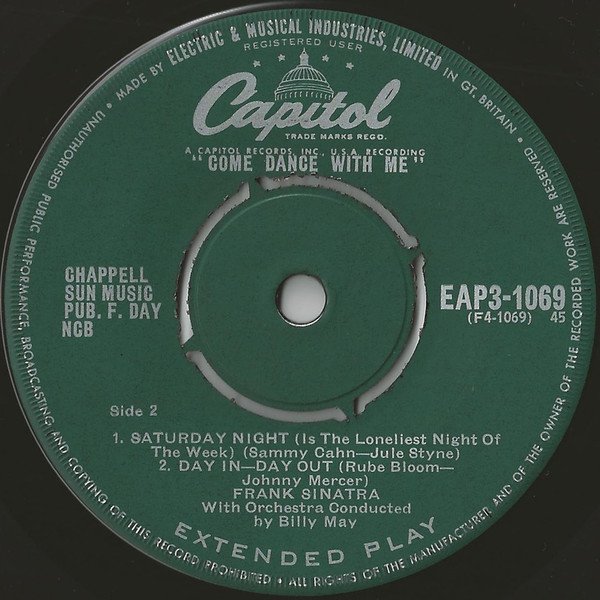 MADE BY ELECTRIC & MUSICAL INDUSTRIES, LIMITED IN GT. BRITAIN •
REGISTERED USER
Capitol
TRADE MARKS REGD.
A CAPITOL RECORDS, INC., U.S.A. RECORDING
"COME DANCE WITH ME"
CHAPPELL
SUN MUSIC
PUB. F. DAY
NCB
EAP3-1069
(F4-1069) 45
Side 2
1. SATURDAY NIGHT (Is The Loneliest Night Of
The Week) (Sammy Cahn—Jule Styne)
2. DAY IN—DAY OUT (Rube Bloom—
Johnny Mercer)
FRANK SINATRA
With Orchestra Conducted
by Billy May
EXTENDED PLAY
ALL RIGHTS OF THE MANUFACTURER AND OF THE OWNER OF THE RECORDED WORK ARE RESERVED •
UNAUTHORISED PUBLIC PERFORMANCE, BROADCASTING AND COPYING OF THIS RECORD PROHIBITED •